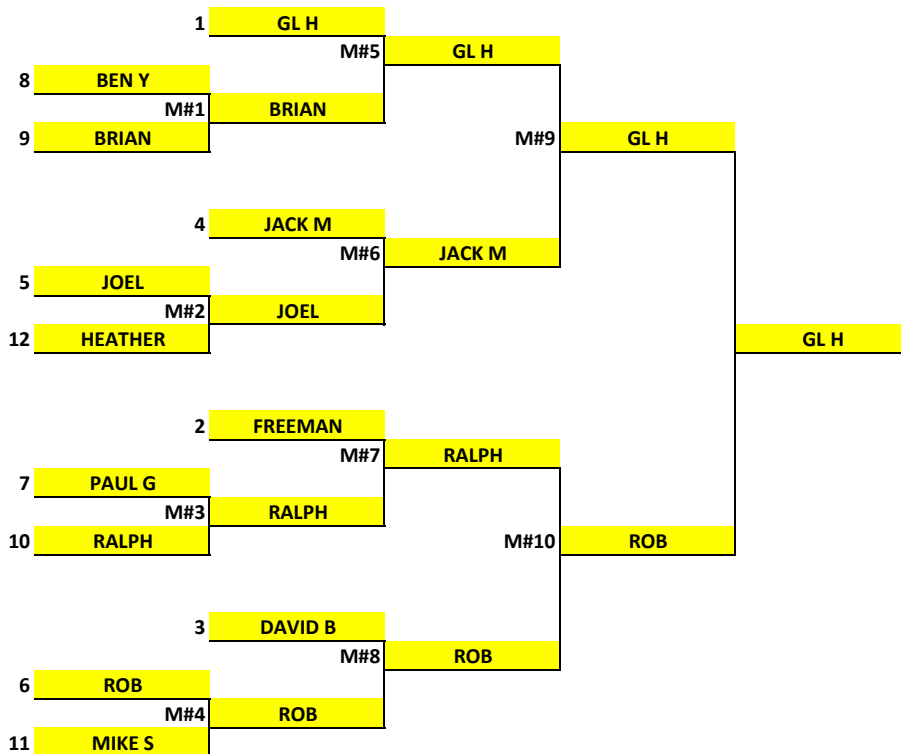 1 GL H
M#5 GL H
8 BEN Y
M#1 BRIAN
9 BRIAN M#9 GL H
4 JACK M
M#6 JACK M
5 JOEL
M#2 JOEL
12 HEATHER GL H
2 FREEMAN
M#7 RALPH
7 PAUL G
M#3 RALPH
10 RALPH M#10 ROB
3 DAVID B
M#8 ROB
6 ROB
M#4 ROB
11 MIKE S